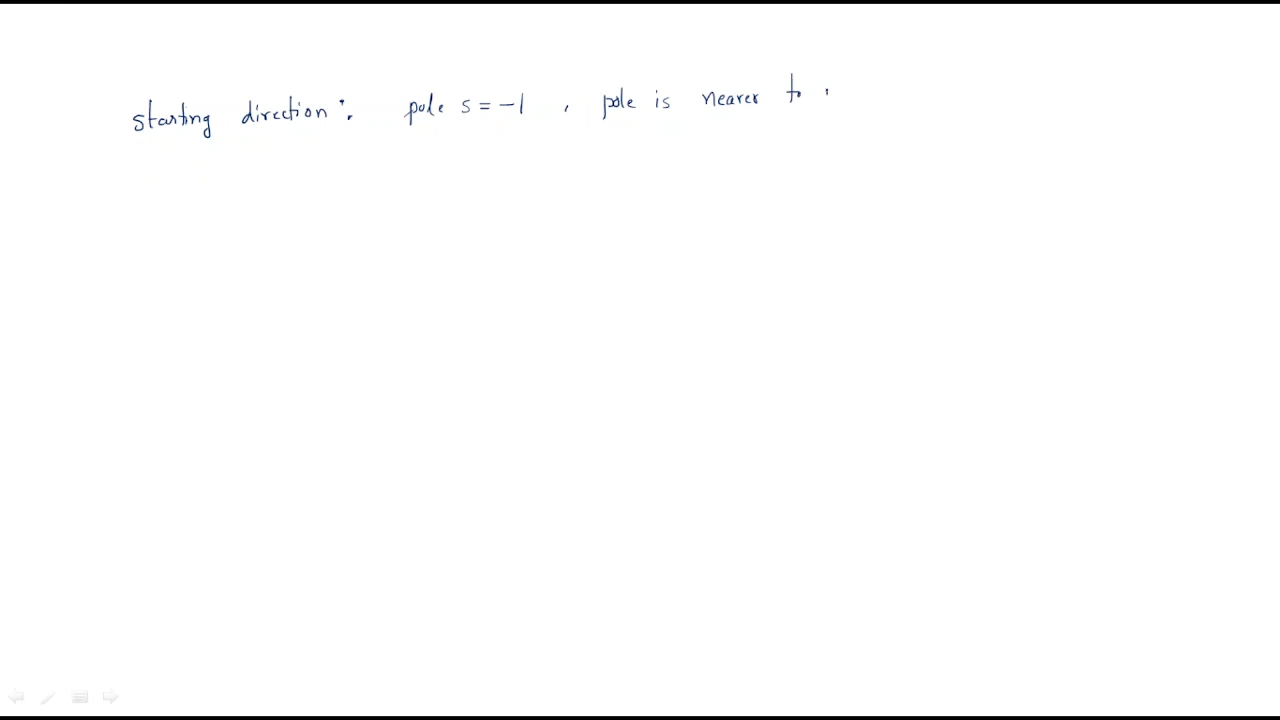 starting direction : pole s = -1 , pole is nearer to